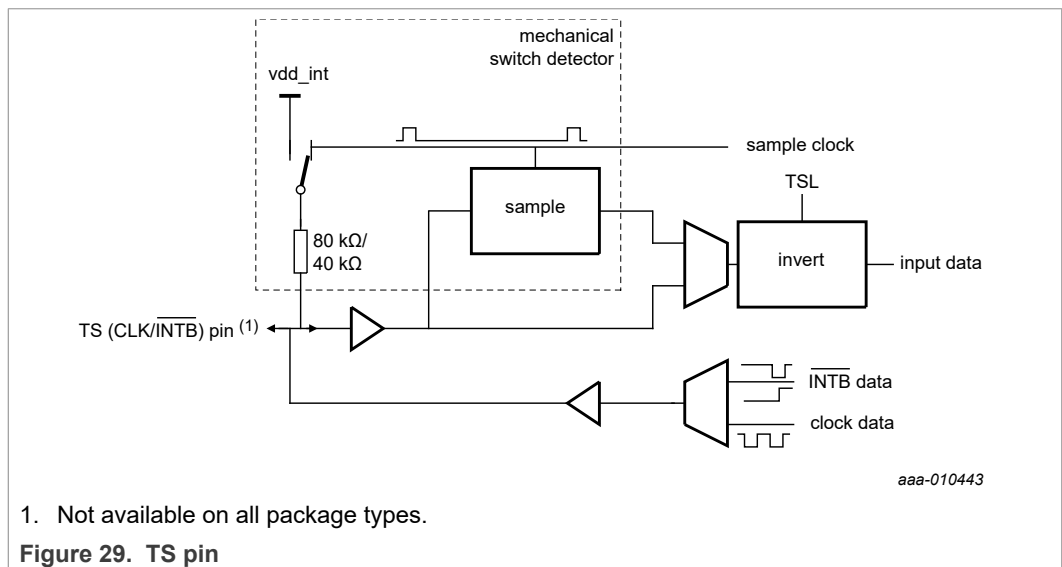 mechanical
switch detector
vdd_int
sample clock
TSL
sample
80 kΩ/
40 kΩ
invert
input data
TS (CLK/INTB) pin (1)
INTB data
clock data
aaa-010443
1. Not available on all package types.
Figure 29. TS pin